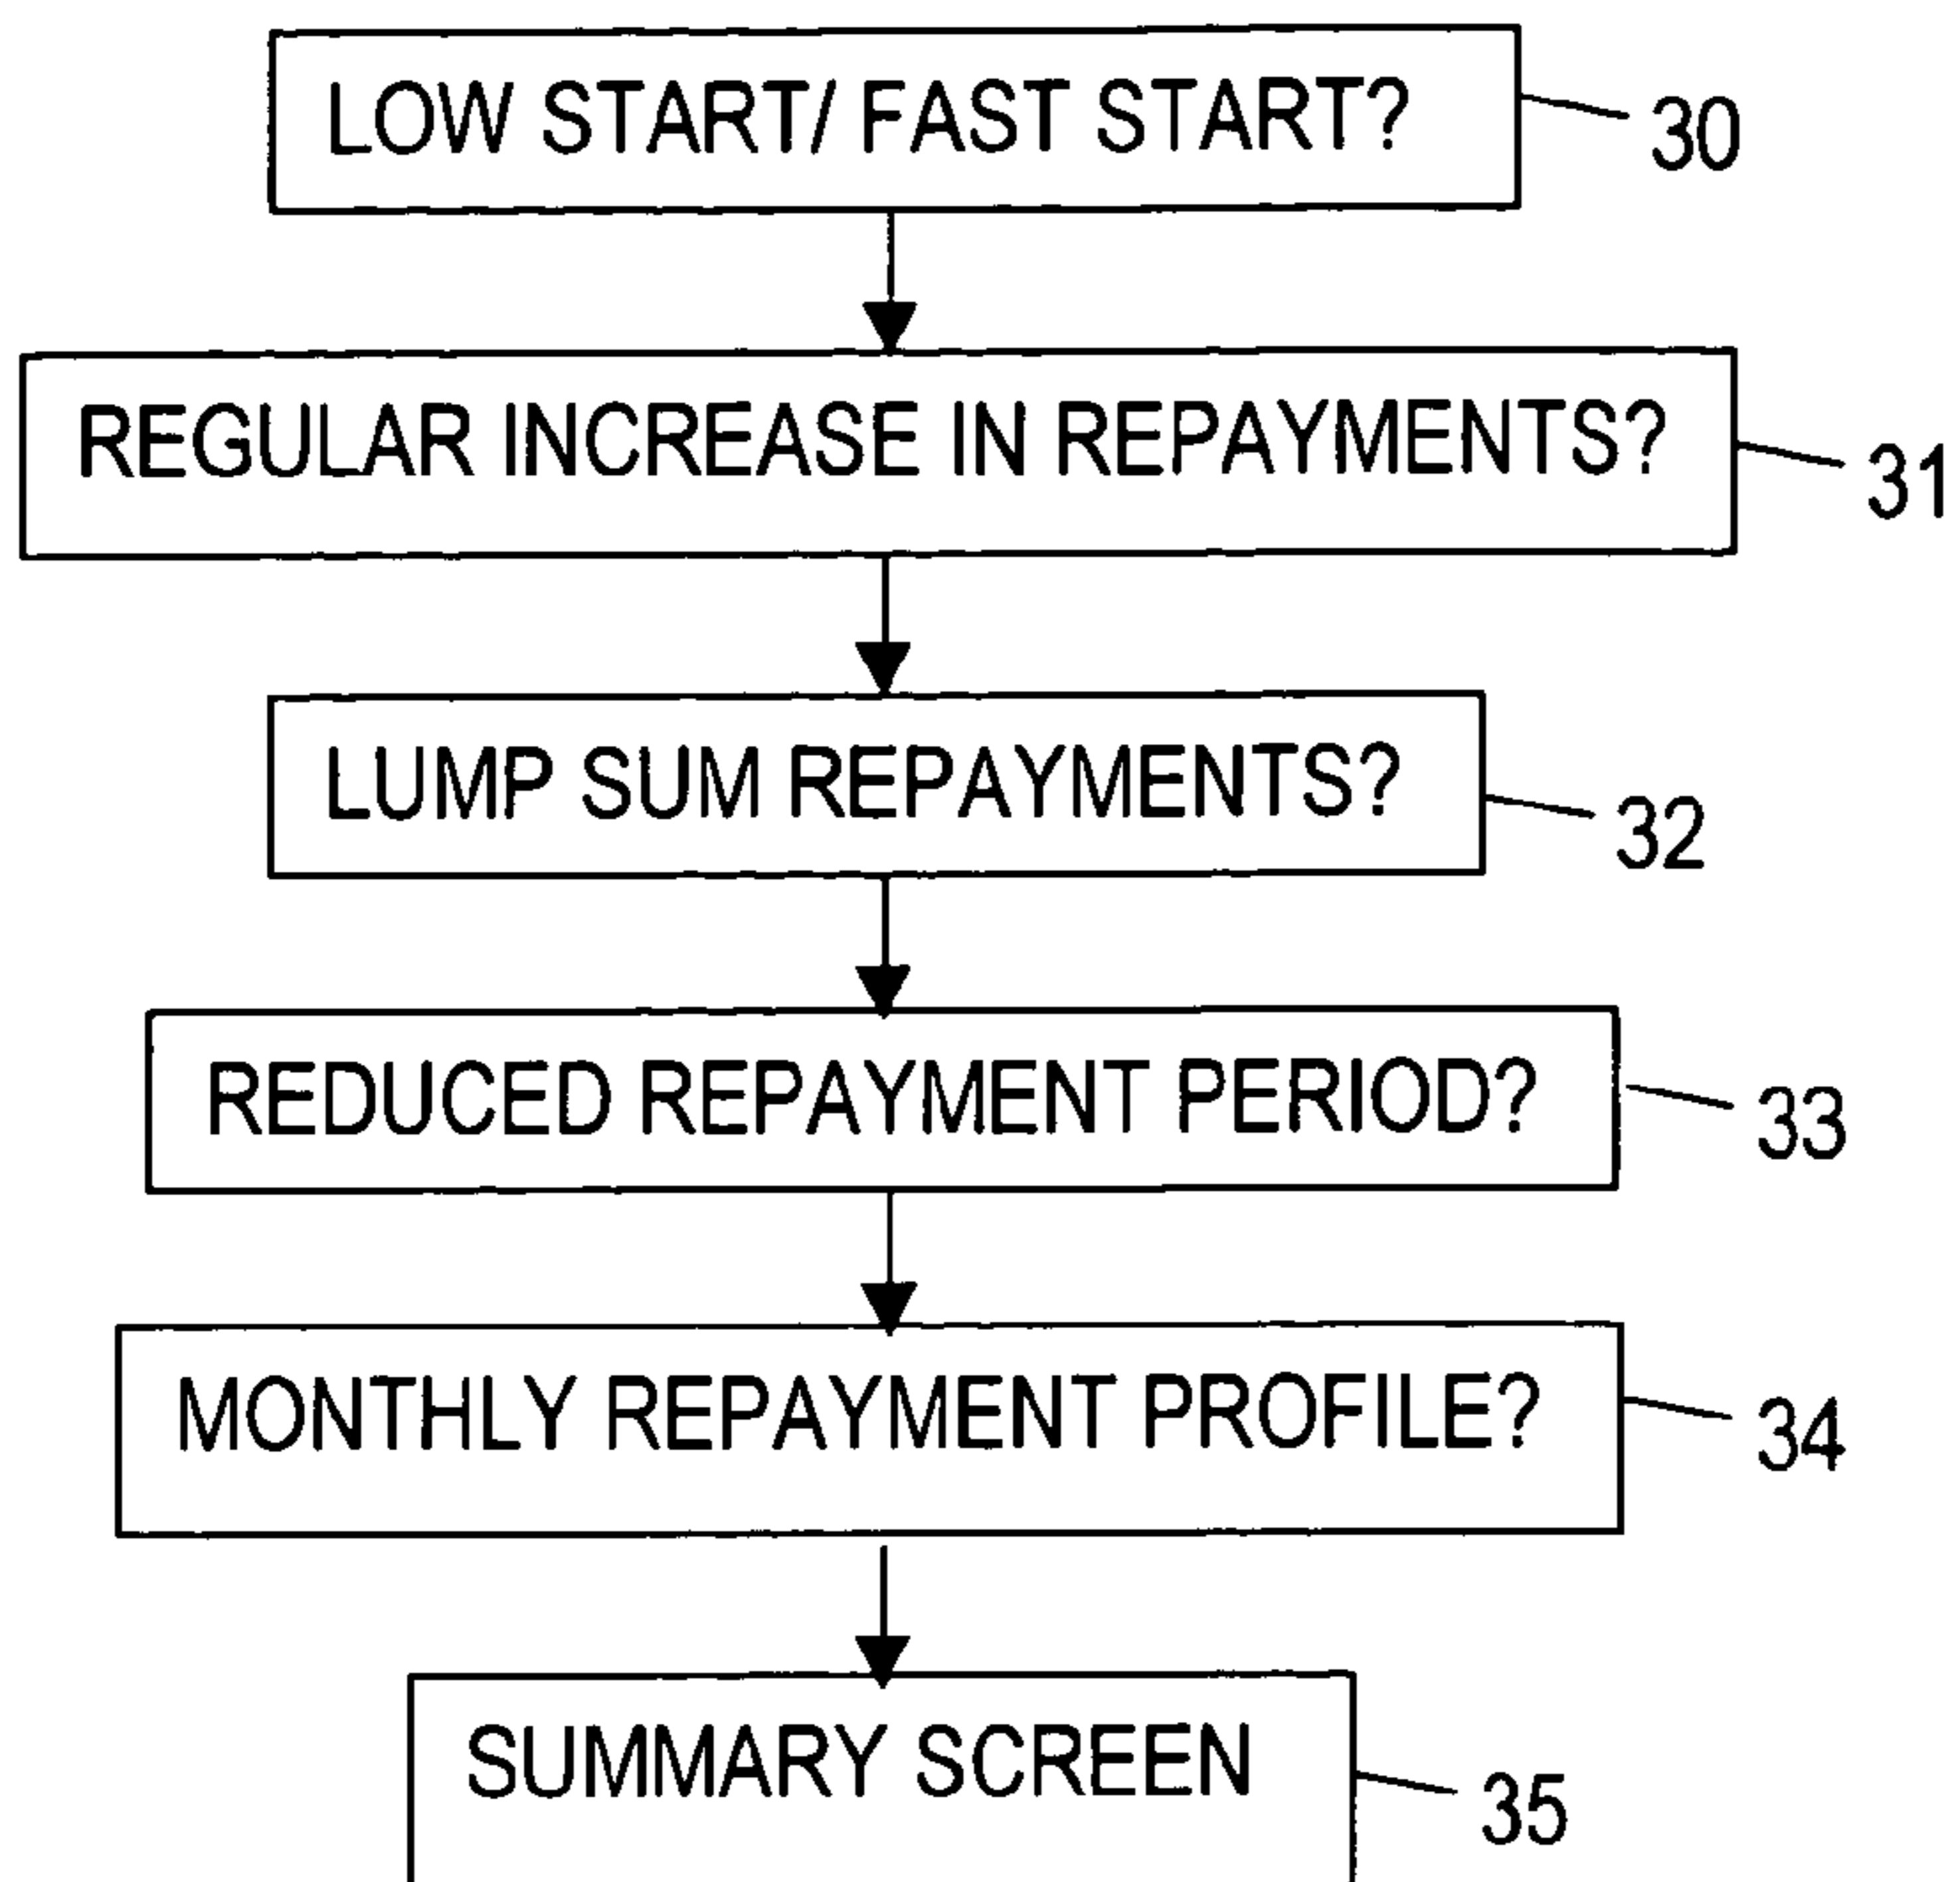 LOW START/ FAST START?
30
REGULAR INCREASE IN REPAYMENTS?
31
LUMP SUM REPAYMENTS?
32
REDUCED REPAYMENT PERIOD?
33
MONTHLY REPAYMENT PROFILE?
34
SUMMARY SCREEN
35